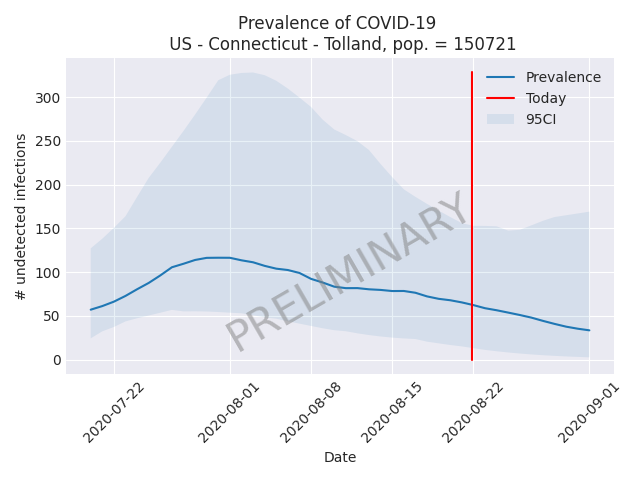 Prevalence of COVID-19
US - Connecticut - Tolland, pop. = 150721
Prevalence
Today
95CI
PRELIMINARY
# undetected infections
300
250
200
150
100
50
0
2020-07-22
2020-08-01
2020-08-08
2020-08-15
2020-08-22
2020-09-01
Date